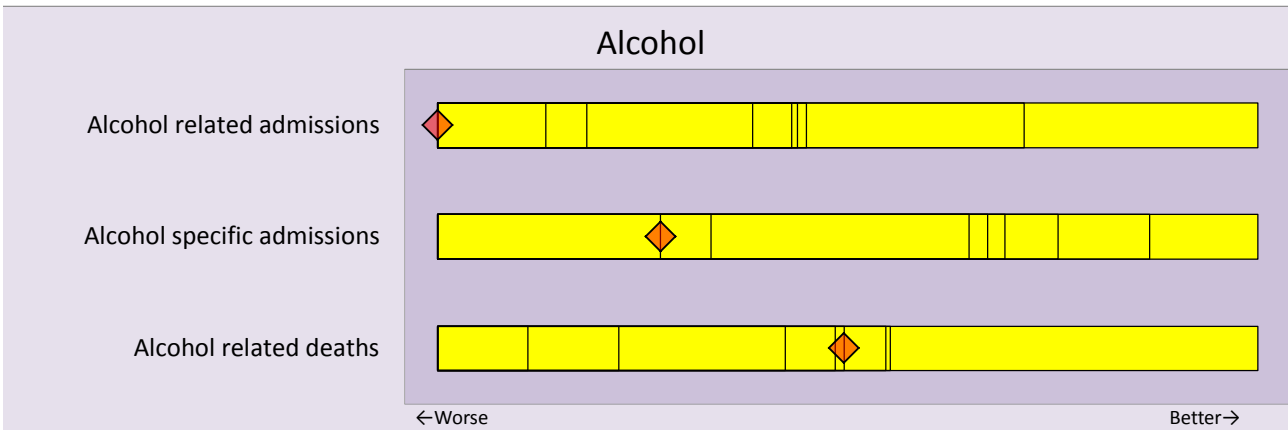 Alcohol
Alcohol related admissions
Alcohol specific admissions
Alcohol related deaths
←Worse
Better→